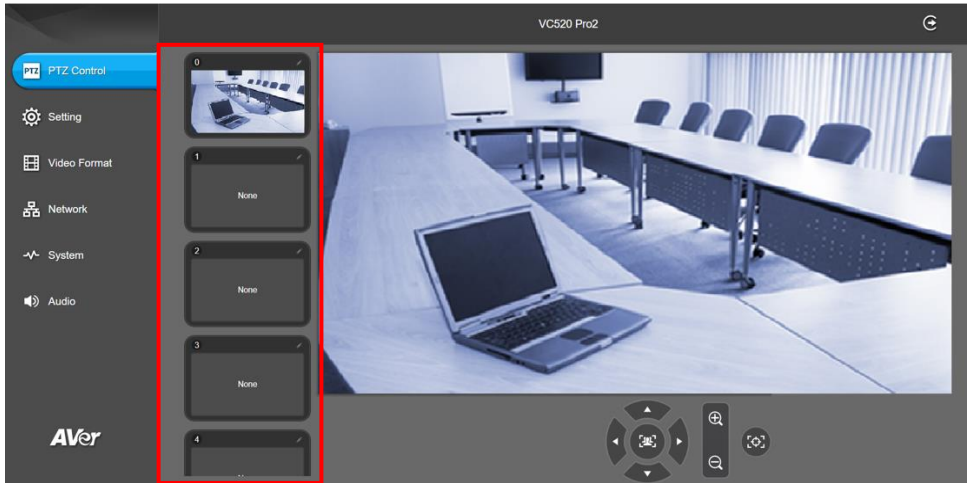 VC520 Pro2
PTZ PTZ Control
Setting
Video Format
Network
System
Audio
AVer
0
1
None
2
None
3
None
4